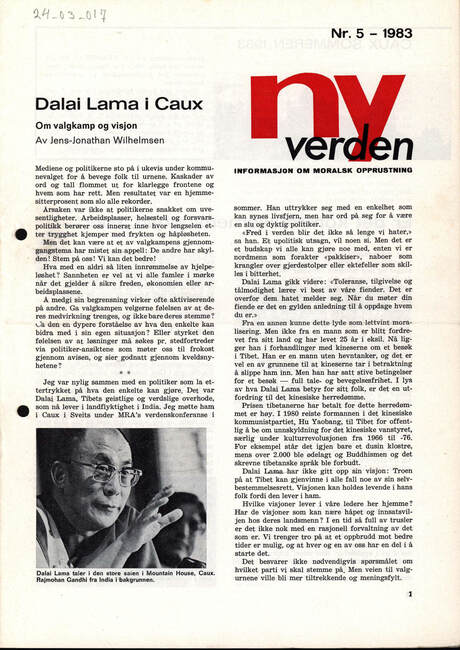 24-03-017
Nr. 5 – 1983
ny
verden
INFORMASJON OM MORALSK OPPRUSTNING
Dalai Lama i Caux
Om valgkamp og visjon
Av Jens-Jonathan Wilhelmsen
Mediene og politikerne sto på i ukevis under kommu-
nevalget for å bevege folk til urnene. Kaskader av
ord og tall flommet ut for klarlegge frontene og
hvem som har rett. Men resultatet var en hjemme-
sitterprosent som slo alle rekorder.
Årsaken var ikke at politikerne snakket om uve-
sentligheter. Arbeidsplasser, helsestell og forsvars-
politikk berører oss innerst inne hvor lengselen et-
ter trygghet kjemper med frykten og håpløsheten.
Men det kan være at et av valgkampens gjennom-
gangstema har mistet sin appell: De andre har skyl-
den! Stem på oss! Vi kan det bedre!
Hva med en aldri så liten innrømmelse av hjelpe-
løshet? Sannheten er vel at vi alle famler i mørke
når det gjelder å sikre freden, økonomien eller ar-
beidsplassene.
Å medgi sin begrensning virker ofte aktiviserende
på andre. Ga valgkampen velgerne følelsen av at de-
res medvirkning trenges, og ikke bare deres stemme?
Ga den en dypere forståelse av hva den enkelte kan
bidra med i sin egen situasjon? Eller styrket den
følelsen av at løsninger må søkes pr. stedfortreder
via politiker-ansiktene som møter oss til frokost
gjennom avisen, og sier godnatt gjennom kveldsny-
hetene?
* *
Jeg var nylig sammen med en politiker som la et-
tertrykket på hva den enkelte kan gjøre. Det var
Dalai Lama, Tibets geistlige og verdslige overhode,
som nå lever i landflyktighet i India. Jeg møtte ham
i Caux i Sveits under MRA's verdenskonferanse i
Dalai Lama taler i den store salen i Mountain House, Caux.
Rajmohan Gandhi fra India i bakgrunnen.
sommer. Han uttrykker seg med en enkelhet som
kan synes livsfjern, men har ord på seg for å være
en slu og dyktig politiker.
«Fred i verden blir det ikke så lenge vi hater,»
sa han. Et upolitisk utsagn, vil noen si. Men det er
et budskap vi alle kan gjøre noe med, enten vi er
nordmenn som forakter «pakkiser», naboer som
krangler over gjerdestolper eller ektefeller som skil-
les i bitterhet.
Dalai Lama gikk videre: «Toleranse, tilgivelse og
tålmodighet lærer vi best av våre fiender. Det er
overfor dem hatet melder seg. Når du møter din
fiende er det en gylden anledning til å oppdage hvem
du er.»
Fra en annen kunne dette lyde som lettvint morali-
sering. Men ikke fra en mann som er blitt fordre-
vet fra sitt land og har levet 25 år i eksil. Nå lig-
ger han i forhandlinger med kineserne om et besøk
i Tibet. Han er en mann uten hevntanker, og det er
vel en av grunnene til at kineserne tar i betraktning
å slippe ham inn. Men han har satt sine betingelser
for et besøk — full tale- og bevegelsesfrihet. I lys
av hva Dalai Lama betyr for sitt folk, er det en ut-
fordring til det kinesiske herredømmet.
Prisen tibetanerne har betalt for dette herredøm-
met er høy. I 1980 reiste formannen i det kinesiske
kommunistparti, Hu Yaobang, til Tibet for offent-
lig å be om unnskyldning for det kinesiske vanstyret,
særlig under kulturrevolusjonen fra 1966 til -76.
For eksempel står det igjen bare et dusin klostre,
mens over 2.000 ble ødelagt og Buddhismen og det
skrevne tibetanske språk ble forbudt.
Dalai Lama har ikke gitt opp sin visjon: Troen
på at Tibet kan gjenvinne i alle fall noe av sin selv-
bestemmelsesrett. Visjonen kan holdes levende i hans
folk fordi den lever i ham.
Hvilke visjoner lever i våre ledere her hjemme?
Har de visjoner som kan nære håpet og innsatsvil-
jen hos deres landsmenn? I en tid så full av trusler
er det ikke nok med en rasjonell forvaltning av det
som er. Vi trenger tro på at et oppbrudd mot bedre
tider er mulig, og at hver og en av oss har en del i å
starte det.
Det besvarer ikke nødvendigvis spørsmålet om
hvilket parti vi skal stemme på. Men veien til valg-
urnene ville bli mer tiltrekkende og meningsfylt.
1